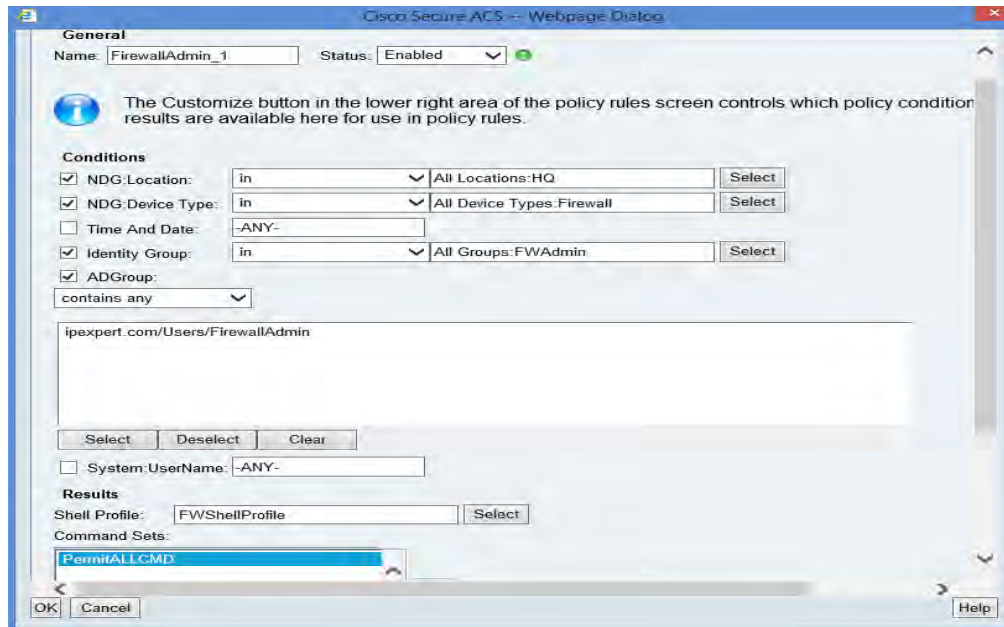 Cisco Secure ACS -- Webpage Dialog
General
Name: FirewallAdmin_1 Status: Enabled
The Customize button in the lower right area of the policy rules screen controls which policy condition
results are available here for use in policy rules.
Conditions
NDG:Location: in All Locations:HQ Select
NDG:Device Type: in All Device Types:Firewall Select
Time And Date: -ANY-
Identity Group: in All Groups:FWAdmin Select
ADGroup:
contains any
ipexpert.com/Users/FirewallAdmin
Select Deselect Clear
System:UserName: -ANY-
Results
Shell Profile: FWShellProfile Select
Command Sets:
PermitALLCMD
OK Cancel Help